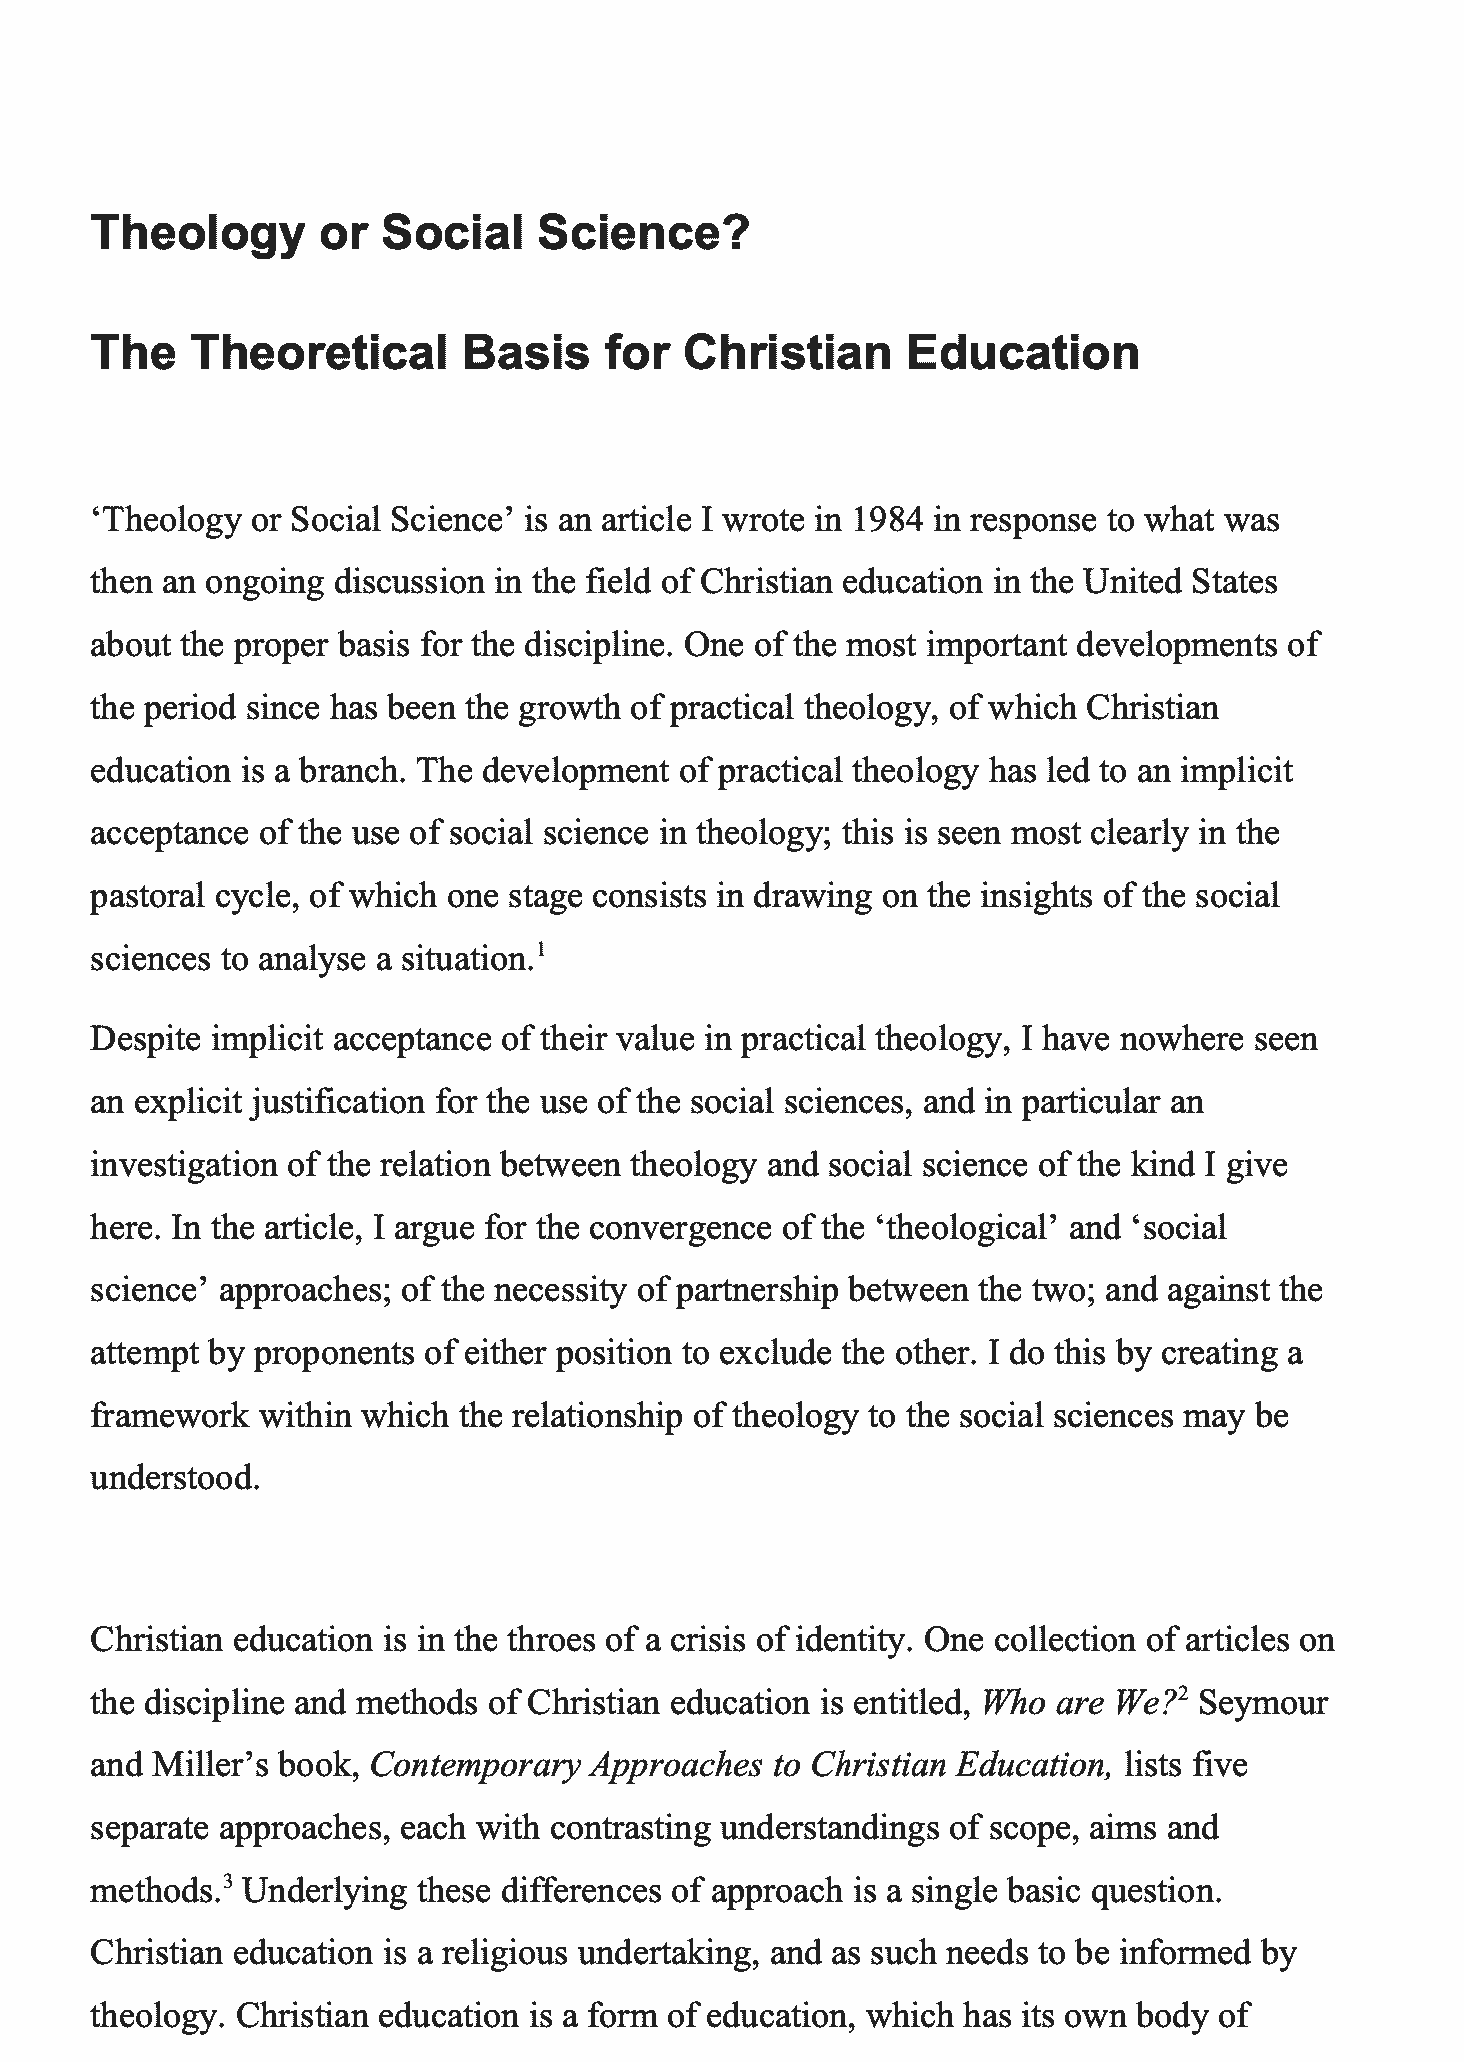 Theology or Social Science?
The Theoretical Basis for Christian Education
‘Theology or Social Science’ is an article I wrote in 1984 in response to what was
then an ongoing discussion in the field of Christian education in the United States
about the proper basis for the discipline. One of the most important developments of
the period since has been the growth of practical theology, of which Christian
education is a branch. The development of practical theology has led to an implicit
acceptance of the use of social science in theology; this is seen most clearly in the
pastoral cycle, of which one stage consists in drawing on the insights of the social
sciences to analyse a situation.¹
Despite implicit acceptance of their value in practical theology, I have nowhere seen
an explicit justification for the use of the social sciences, and in particular an
investigation of the relation between theology and social science of the kind I give
here. In the article, I argue for the convergence of the ‘theological’ and ‘social
science’ approaches; of the necessity of partnership between the two; and against the
attempt by proponents of either position to exclude the other. I do this by creating a
framework within which the relationship of theology to the social sciences may be
understood.
Christian education is in the throes of a crisis of identity. One collection of articles on
the discipline and methods of Christian education is entitled, Who are We?² Seymour
and Miller’s book, Contemporary Approaches to Christian Education, lists five
separate approaches, each with contrasting understandings of scope, aims and
methods.³ Underlying these differences of approach is a single basic question.
Christian education is a religious undertaking, and as such needs to be informed by
theology. Christian education is a form of education, which has its own body of